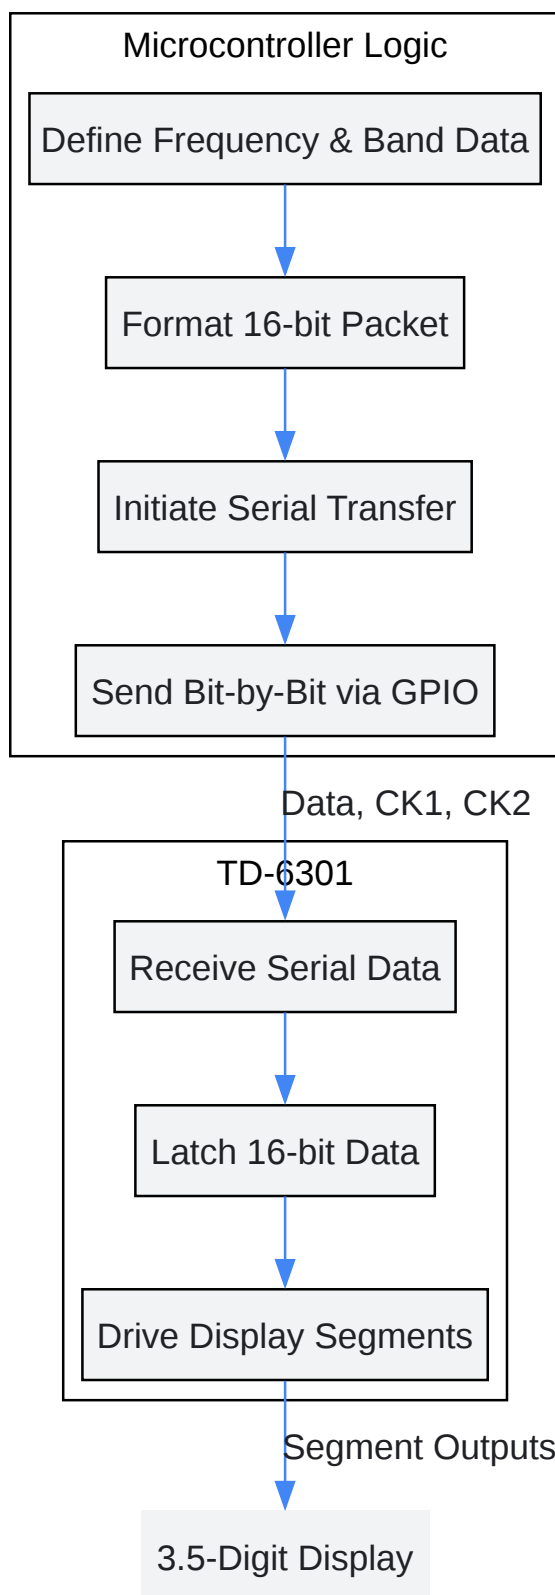 Microcontroller Logic
Define Frequency & Band Data
Format 16-bit Packet
Initiate Serial Transfer
Send Bit-by-Bit via GPIO
Data, CK1, CK2
TD-6301
Receive Serial Data
Latch 16-bit Data
Drive Display Segments
Segment Outputs
3.5-Digit Display